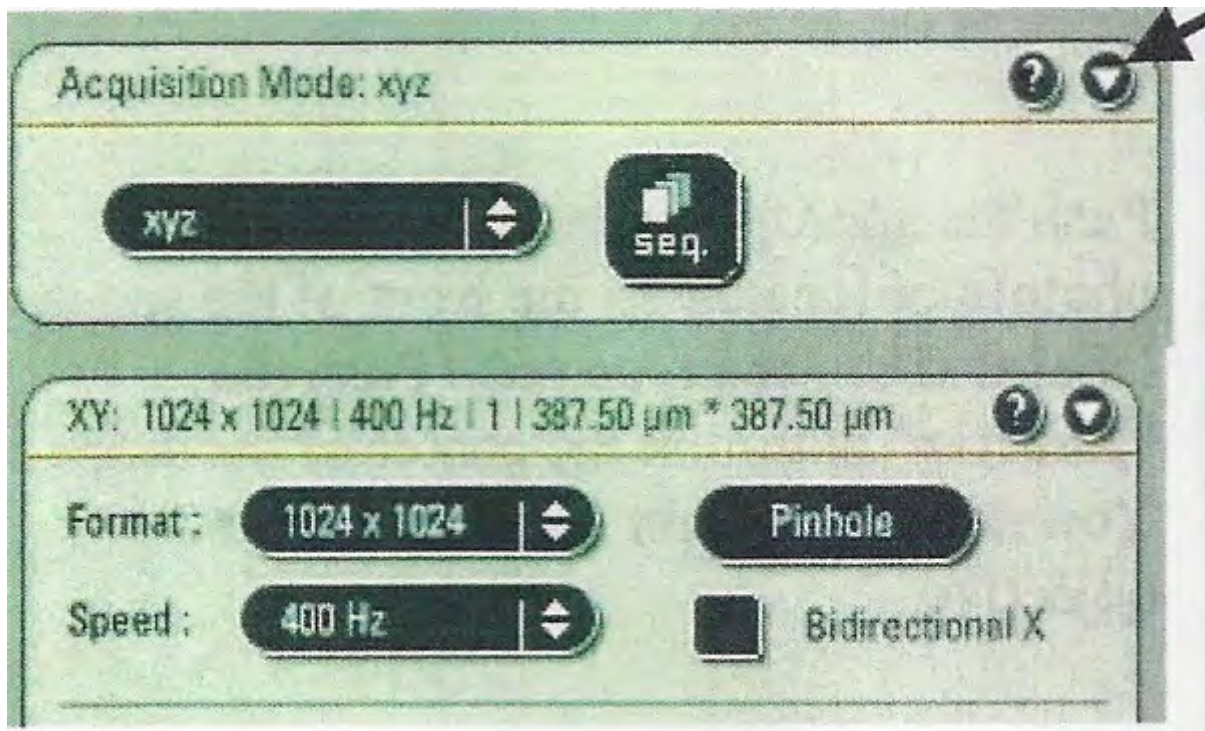 Acquisition Mode: xyz
?
xyz
seq.
XY: 1024 x 1024 | 400 Hz | 1 | 387.50 µm * 387.50 µm
?
Format : 1024 x 1024 Pinhole
Speed : 400 Hz Bidirectional X